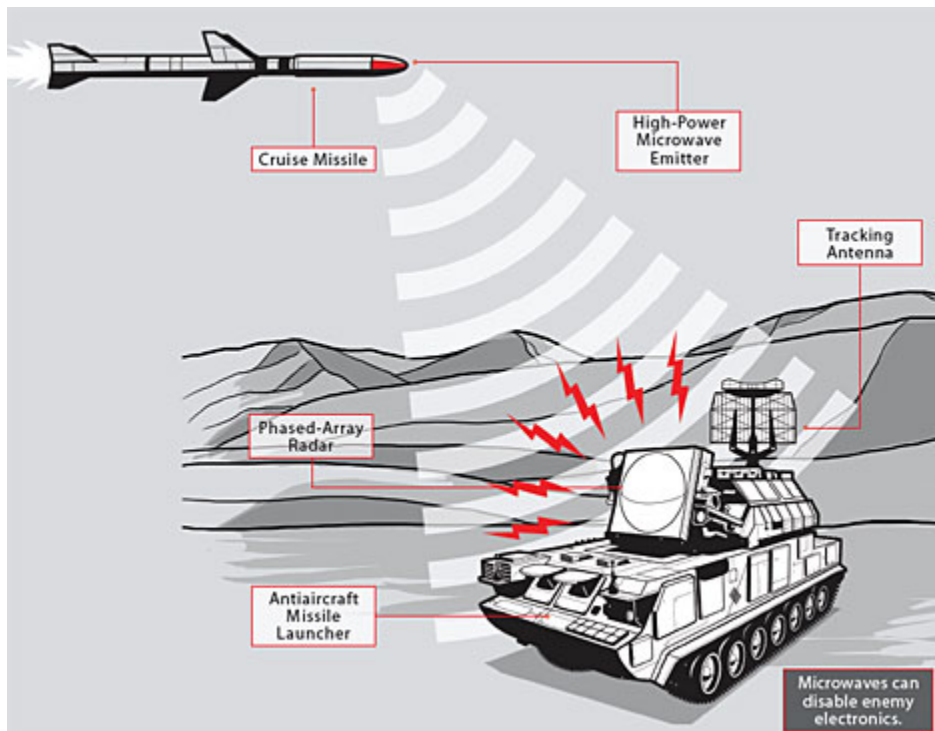 High-Power
Microwave
Emitter
Cruise Missile
Tracking
Antenna
Phased-Array
Radar
Antiaircraft
Missile
Launcher
Microwaves can
disable enemy
electronics.